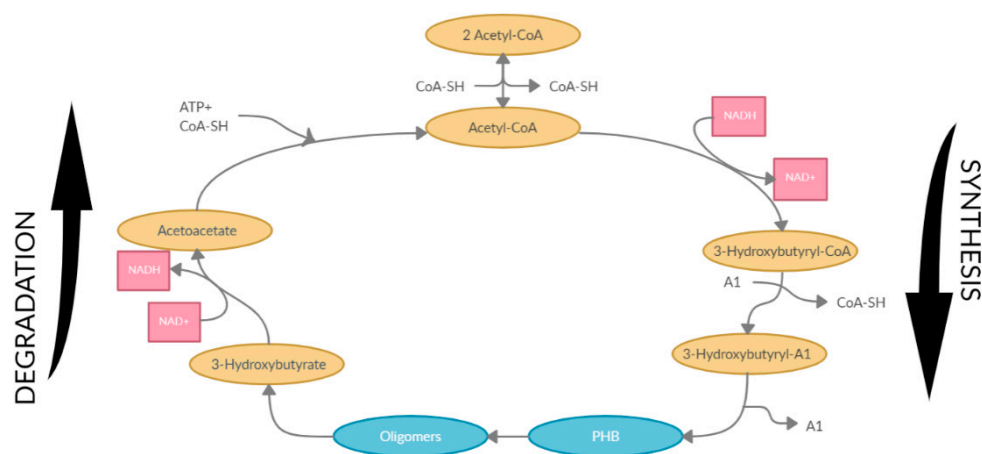 2 Acetyl-CoA
CoA-SH
CoA-SH
ATP+
CoA-SH
Acetyl-CoA
NADH
NAD+
DEGRADATION
SYNTHESIS
Acetoacetate
3-Hydroxybutyryl-CoA
NADH
A1
CoA-SH
NAD+
3-Hydroxybutyrate
3-Hydroxybutyryl-A1
A1
Oligomers
PHB